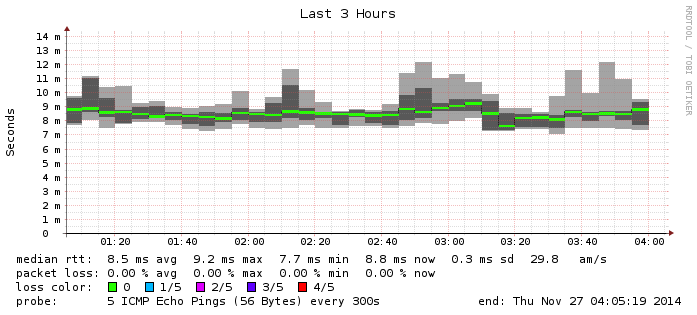 Last 3 Hours
RRDTOOL / TOBI OETIKER
Seconds
14 m
13 m
12 m
11 m
10 m
9 m
8 m
7 m
6 m
5 m
4 m
3 m
2 m
1 m
0
01:20 01:40 02:00 02:20 02:40 03:00 03:20 03:40 04:00
median rtt: 8.5 ms avg 9.2 ms max 7.7 ms min 8.8 ms now 0.3 ms sd 29.8 am/s
packet loss: 0.00 % avg 0.00 % max 0.00 % min 0.00 % now
loss color: 0 1/5 2/5 3/5 4/5
probe: 5 ICMP Echo Pings (56 Bytes) every 300s end: Thu Nov 27 04:05:19 2014